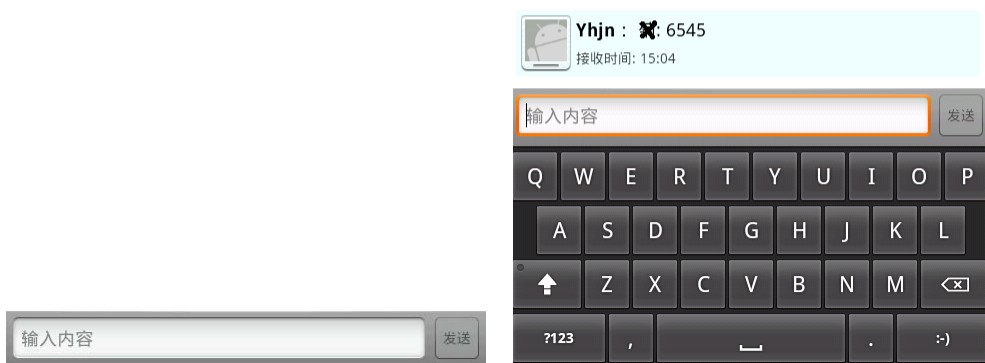 输入内容 发送
Yhjn : : 6545
接收时间: 15:04
输入内容 发送
Q W E R T Y U I O P
A S D F G H J K L
Z X C V B N M
?123 , . :-)